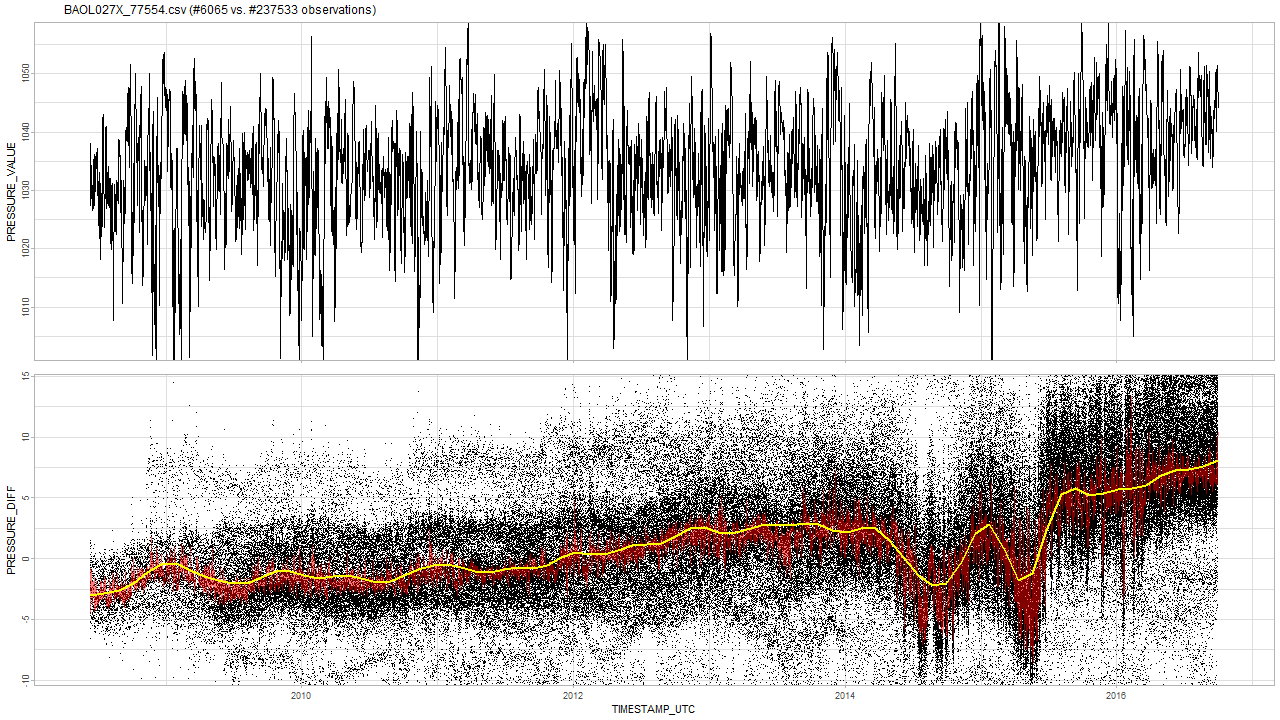 BAOL027X_77554.csv (#6065 vs. #237533 observations)
PRESSURE_VALUE
1050
1040
1030
1020
1010
PRESSURE_DIFF
15
10
5
0
-5
-10
2010 2012 2014 2016
TIMESTAMP_UTC